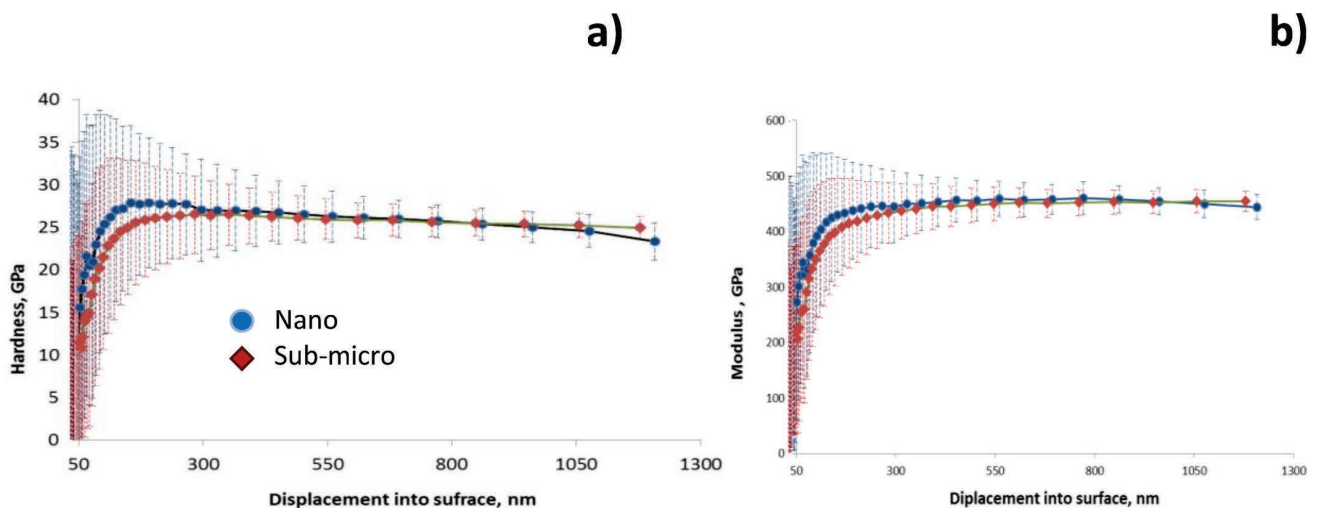 a)
40
35
30
25
20
15
10
5
0
Hardness, GPa
Nano
Sub-micro
50 300 550 800 1050 1300
Displacement into sufrace, nm
b)
600
500
400
300
200
100
0
Modulus , GPa
50 300 550 800 1050 1300
Diplacement into surface, nm